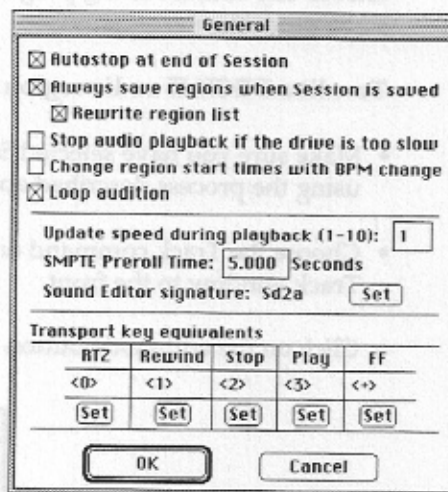 General
Autostop at end of Session
Always save regions when Session is saved
Rewrite region list
Stop audio playback if the drive is too slow
Change region start times with BPM change
Loop audition
Update speed during playback (1-10): 1
SMPTE Preroll Time: 5.000 Seconds
Sound Editor signature: Sd2a Set
Transport key equivalents
RTZ Rewind Stop Play FF
<0> <1> <2> <3> <+>
Set Set Set Set Set
OK Cancel